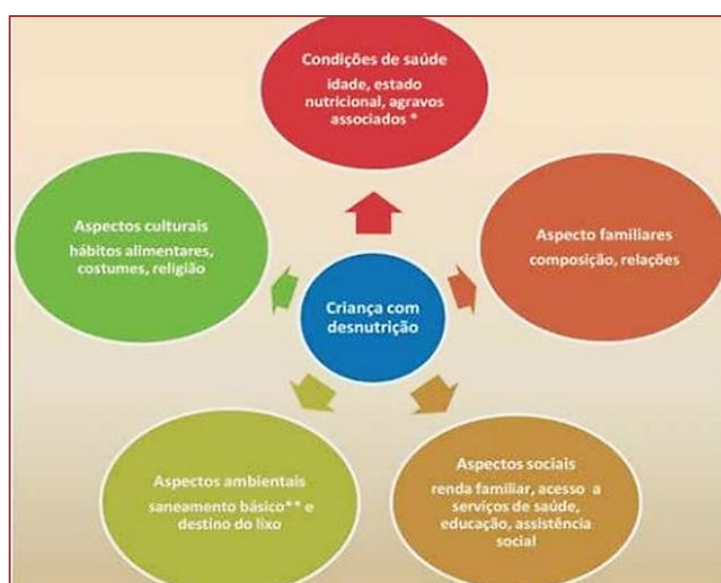 Condições de saúde
idade, estado
nutricional, agravos
associados *
Aspectos culturais
hábitos alimentares,
costumes, religião
Aspecto familiares
composição, relações
Criança com
desnutrição
Aspectos ambientais
saneamento básico** e
destino do lixo
Aspectos sociais
renda familiar, acesso a
serviços de saúde,
educação, assistência
social